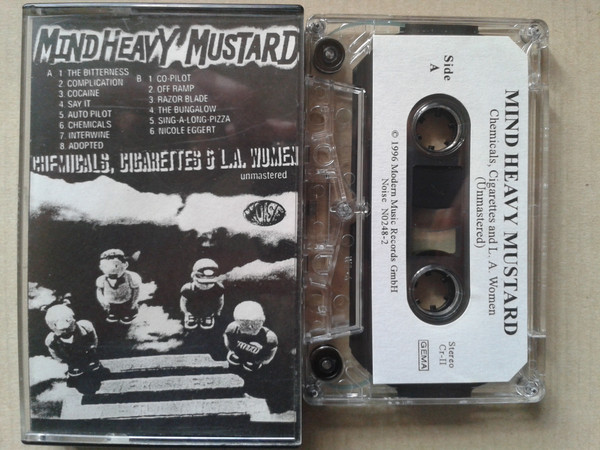 MIND HEAVY MUSTARD
A 1 THE BITTERNESS
2 COMPLICATION
3 COCAINE
4 SAY IT
5 AUTO PILOT
6 CHEMICALS
7 INTERWINE
8. ADOPTED
B. 1 CO-PILOT
2. OFF RAMP
3 RAZOR BLADE
4 THE BUNGALOW
5 SING-A-LONG-PIZZA
6 NICOLE EGGERT
CHEMICALS, CIGARETTES & L.A. WOMEN
unmastered
NOISE
Side
A
MIND HEAVY MUSTARD
Chemicals, Cigarettes and L. A. Women
(Unmastered)
© 1996 Modern Music Records GmbH
Noise N0248-2
Stereo
Cr-II
GEMA